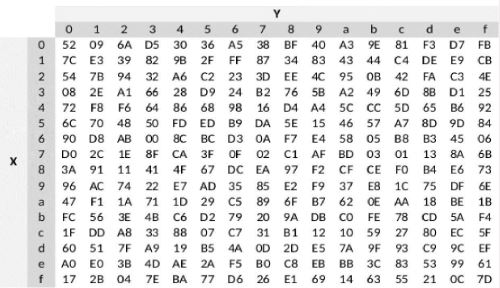 Y
0 1 2 3 4 5 6 7 8 9 a b c d e f
0 52 09 6A D5 30 36 A5 38 BF 40 A3 9E 81 F3 D7 FB
1 7C E3 39 82 9B 2F FF 87 34 83 43 44 C4 DE E9 CB
2 54 7B 94 32 A6 C2 23 3D EE 4C 95 0B 42 FA C3 4E
3 08 2E A1 66 28 D9 24 B2 76 5B A2 49 6D 8B D1 25
4 72 F8 F6 64 86 68 98 16 D4 A4 5C CC 5D 65 B6 92
5 6C 70 48 50 FD ED B9 DA 5E 15 46 57 A7 8D 9D 84
6 90 D8 AB 00 8C BC D3 0A F7 E4 58 05 B8 B3 45 06
X D0 2C 1E 8F CA 3F 0F 02 C1 AF BD 03 01 13 8A 6B
8 3A 91 11 41 4F 67 DC EA 97 F2 CF CE F0 B4 E6 73
9 96 AC 74 22 E7 AD 35 85 E2 F9 37 E8 1C 75 DF 6E
a 47 F1 1A 71 1D 29 C5 89 6F B7 62 0E AA 18 BE 1B
b FC 56 3E 4B C6 D2 79 20 9A DB C0 FE 78 CD 5A F4
c 1F DD A8 33 88 07 C7 31 B1 12 10 59 27 80 EC 5F
d 60 51 7F A9 19 B5 4A 0D 2D E5 7A 9F 93 C9 9C EF
e A0 E0 3B 4D AE 2A F5 B0 C8 EB BB 3C 83 53 99 61
f 17 2B 04 7E BA 77 D6 26 E1 69 14 63 55 21 0C 7D